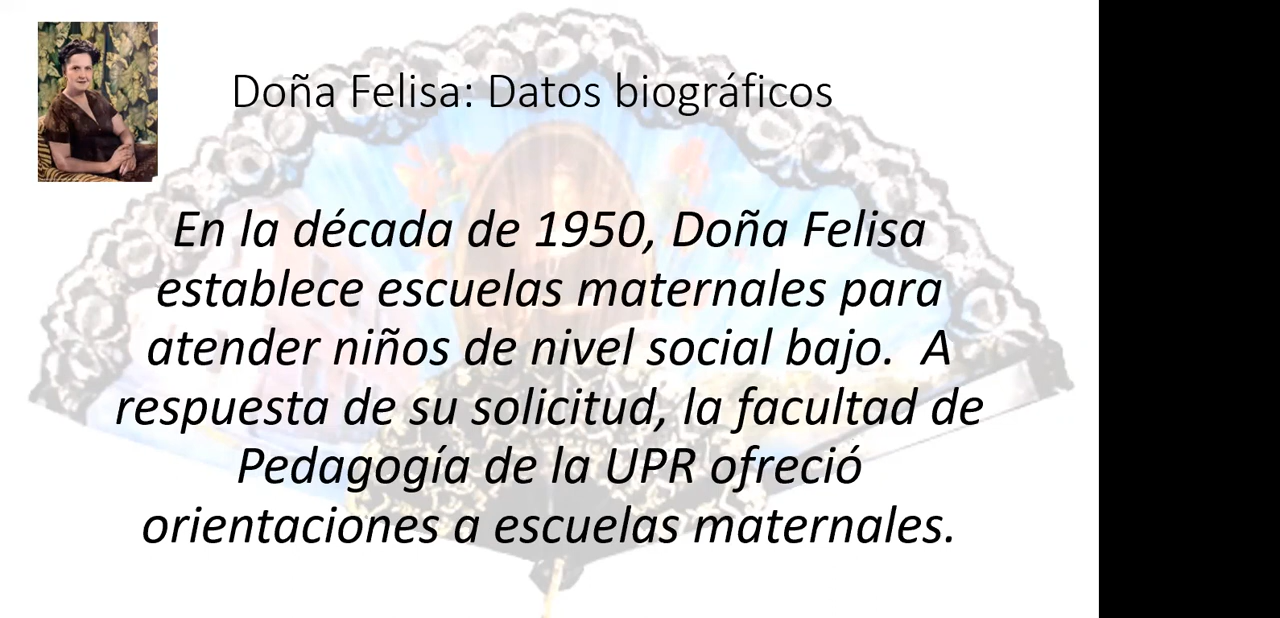 Doña Felisa: Datos biográficos
En la década de 1950, Doña Felisa
establece escuelas maternales para
atender niños de nivel social bajo.  A
respuesta de su solicitud, la facultad de
Pedagogía de la UPR ofreció
orientaciones a escuelas maternales.